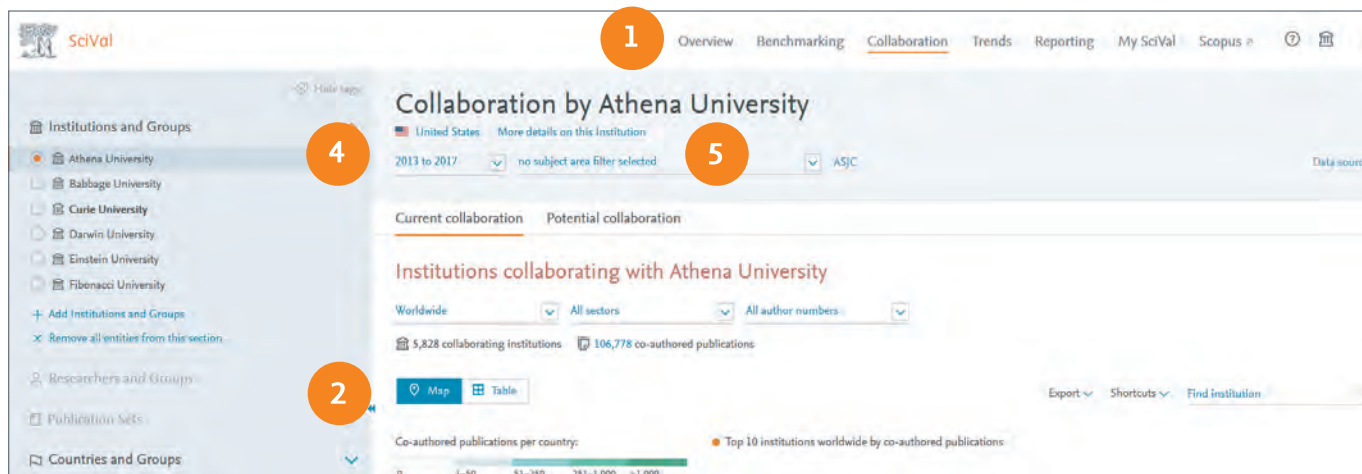 SciVal
1
Overview Benchmarking Collaboration Trends Reporting My SciVal Scopus
Hide tags
Institutions and Groups
Athena University
Babbage University
Curie University
Darwin University
Einstein University
Fibonacci University
+ Add Institutions and Groups
× Remove all entities from this section
Researchers and Groups
Publication Sets
Countries and Groups
4
2
Collaboration by Athena University
United States More details on this Institution
2013 to 2017 no subject area filter selected 5 ASJC
Data
Current collaboration Potential collaboration
Institutions collaborating with Athena University
Worldwide All sectors All author numbers
5,828 collaborating institutions 106,778 co-authored publications
Map Table
Export Shortcuts Find institution
Co-authored publications per country:
Top 10 institutions worldwide by co-authored publications